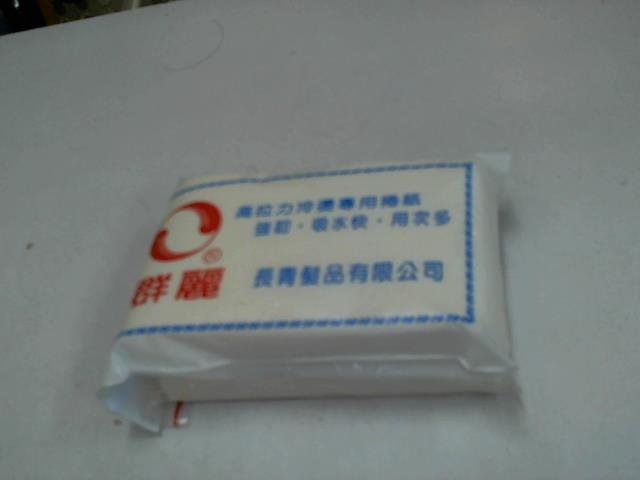 高拉力冷燙專用捲紙
強韌·吸水快·用次多
®
群麗
長青髮品有限公司